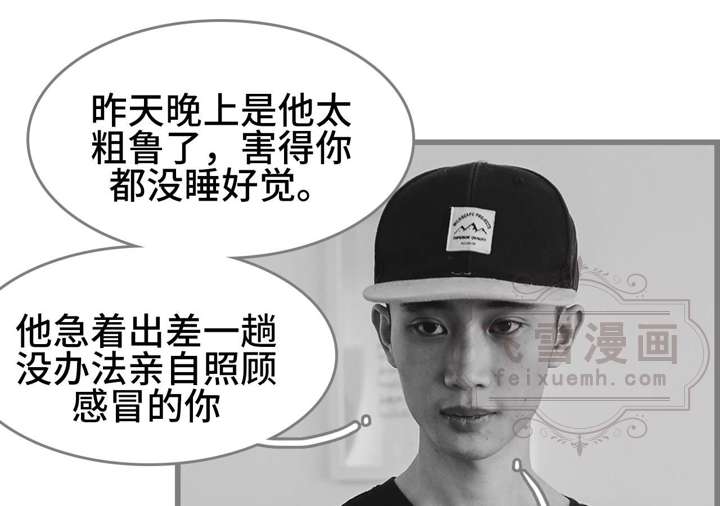 昨天晚上是他太
粗鲁了，害得你
都没睡好觉。
他急着出差一趟
没办法亲自照顾
感冒的你
飞雪漫画
feixuemh.com